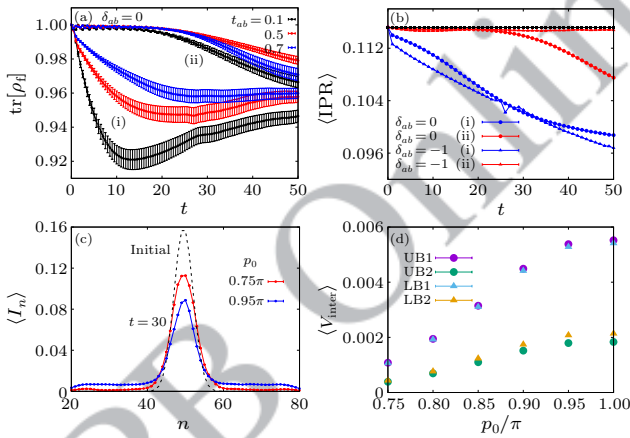 (a) δab=0 tab=0.1
0.5
0.7
(ii)
(i)
1.00
0.98
0.96
0.94
0.92
tr[ρf]
0 10 20 30 40 50
t
(b)
0.112
0.104
0.096
⟨IPR⟩
δab=0 (i)
δab=0 (ii)
δab=−1 (i)
δab=−1 (ii)
0 10 20 30 40 50
t
(c)
Initial
p0
0.75π
0.95π
t=30
0.16
0.12
0.08
0.04
0
⟨In⟩
20 40 60 80
n
(d)
UB1
UB2
LB1
LB2
0.006
0.004
0.002
⟨Vinter⟩
0.75 0.80 0.85 0.90 0.95 1.00
p0/π